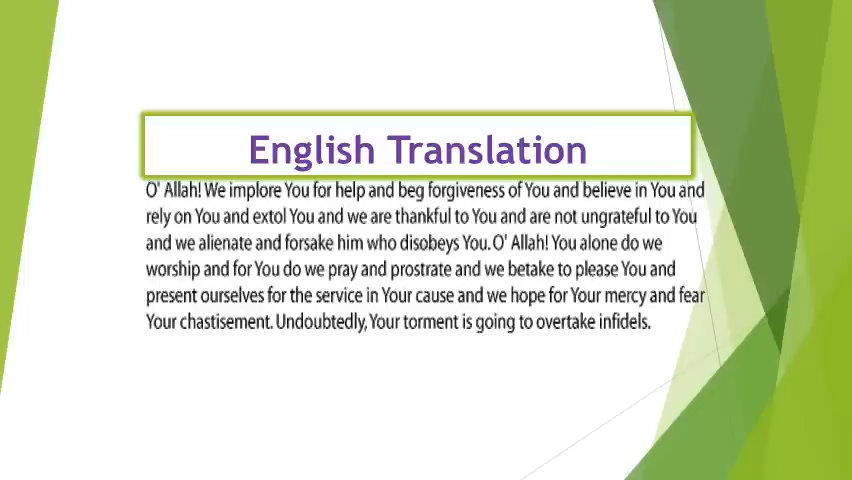 English Translation
O' Allah! We implore You for help and beg forgiveness of You and believe in You and
rely on You and extol You and we are thankful to You and are not ungrateful to You
and we alienate and forsake him who disobeys You. O' Allah! You alone do we
worship and for You do we pray and prostrate and we betake to please You and
present ourselves for the service in Your cause and we hope for Your mercy and fear
Your chastisement. Undoubtedly, Your torment is going to overtake infidels.